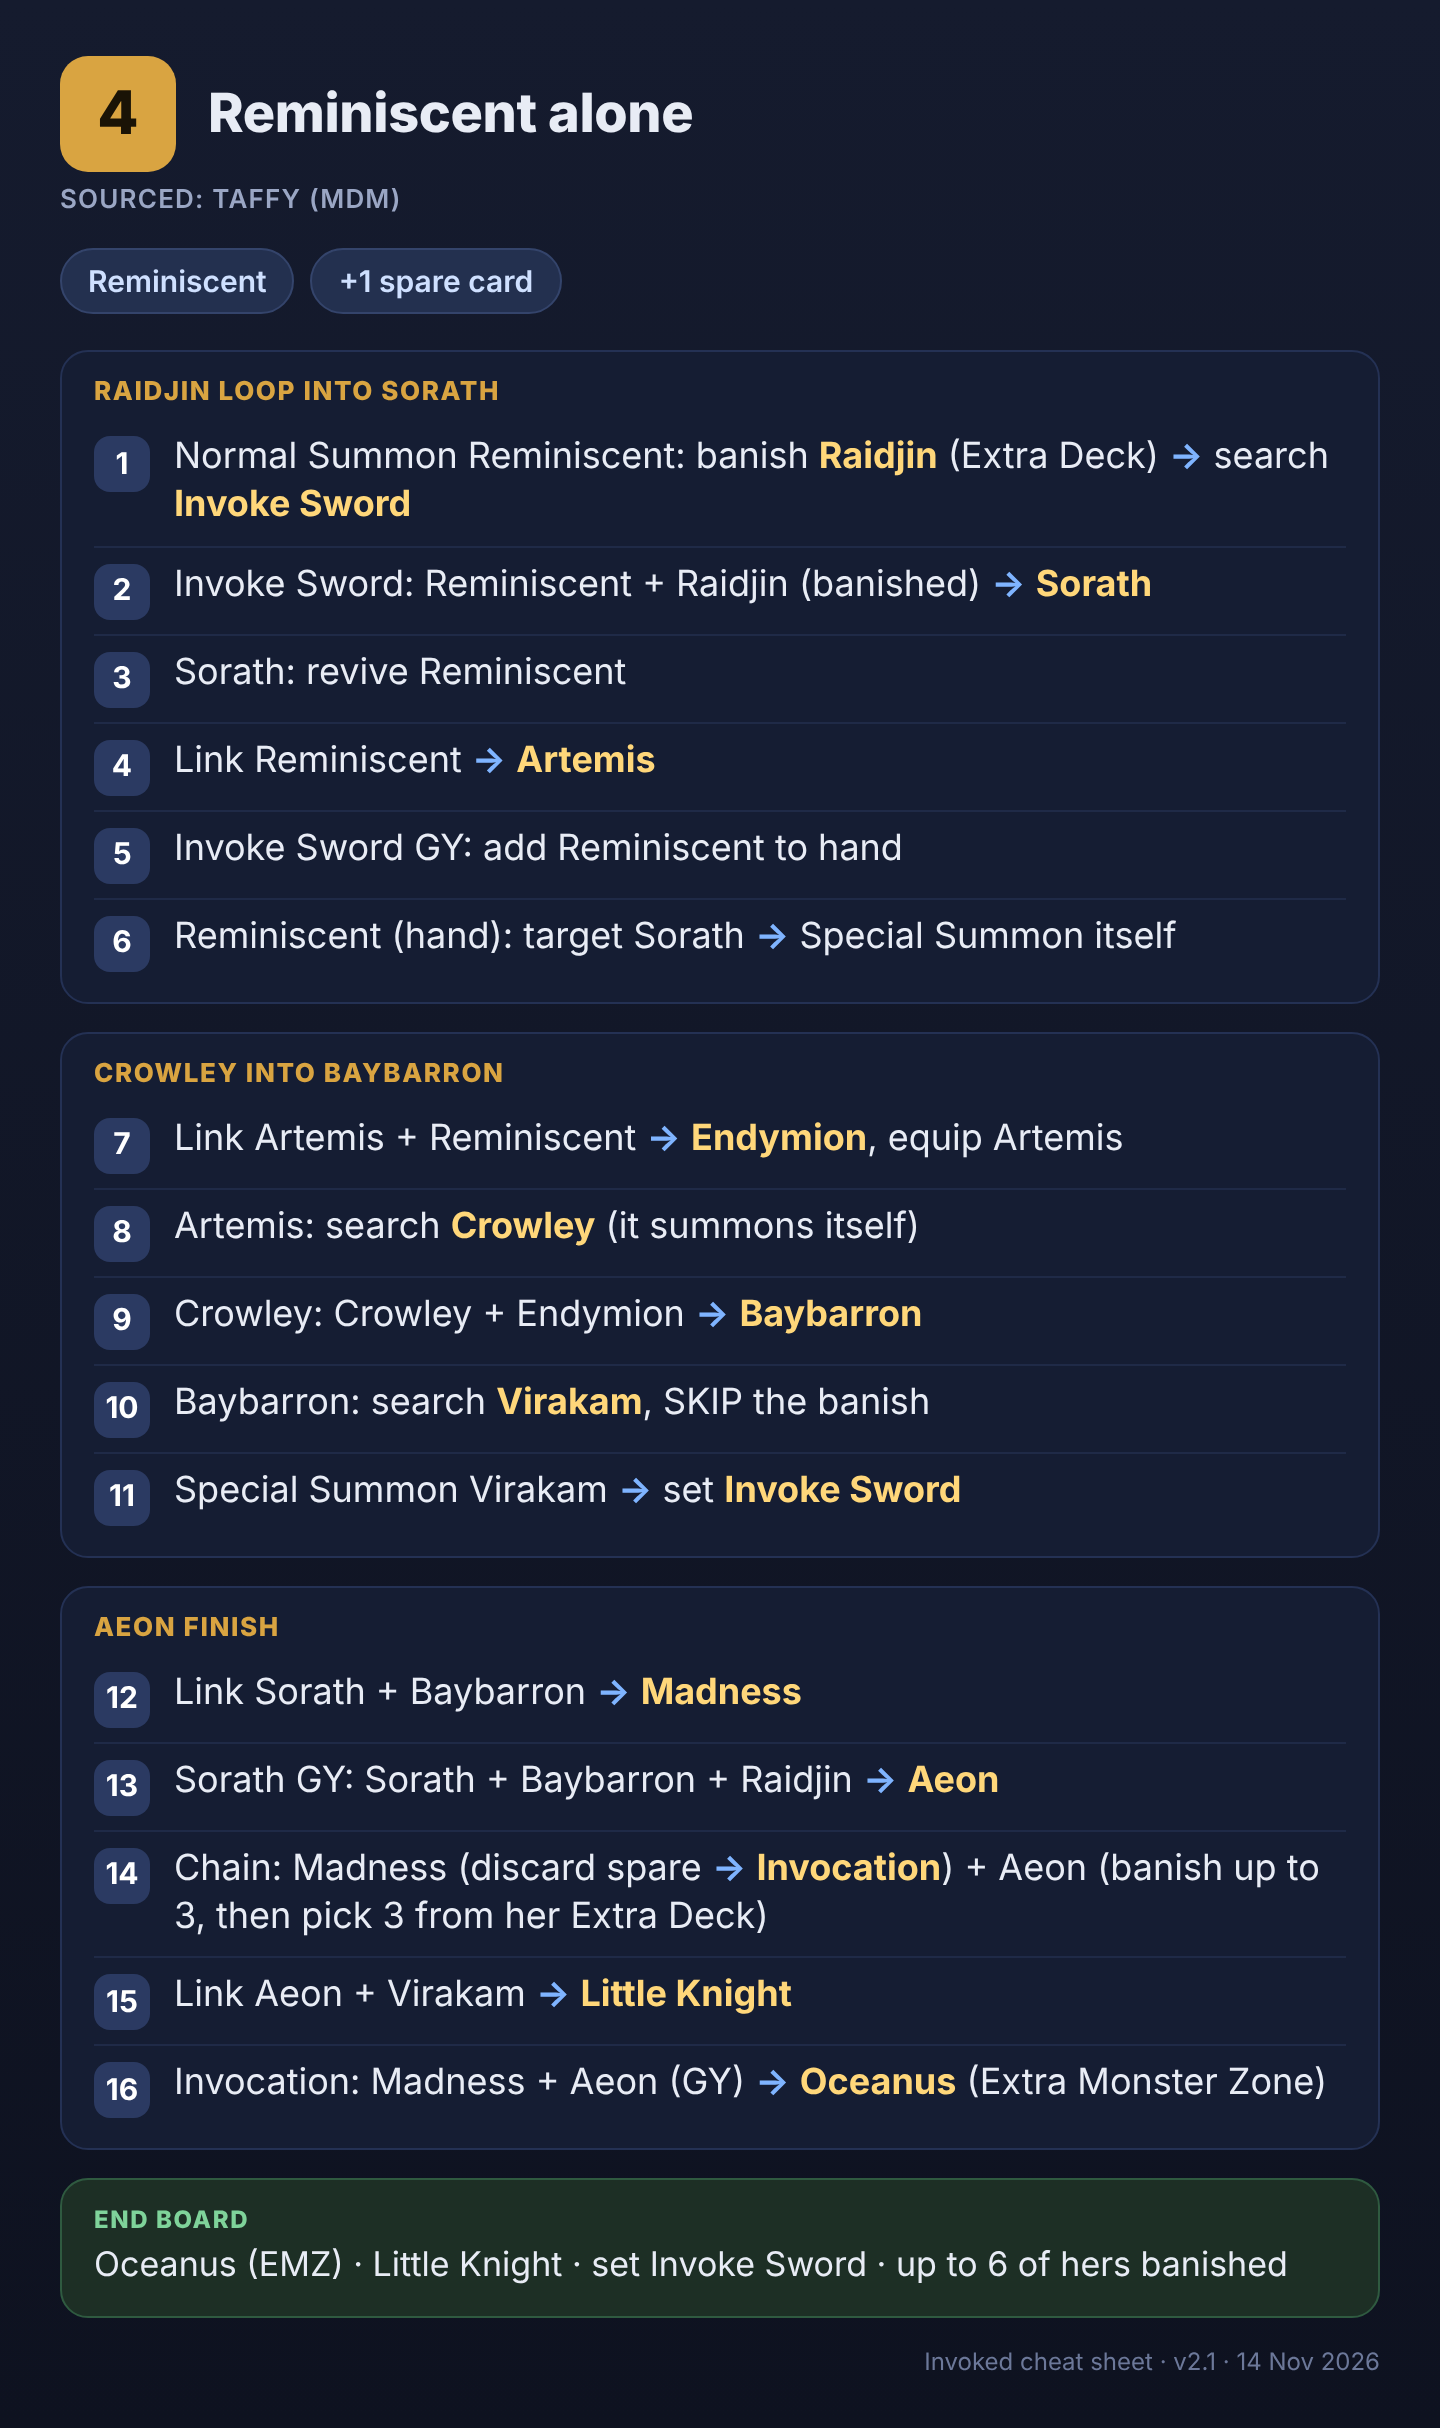 4
Reminiscent alone
SOURCED: TAFFY (MDM)
Reminiscent
+1 spare card
RAIDJIN LOOP INTO SORATH
1 Normal Summon Reminiscent: banish Raidjin (Extra Deck) → search
Invoke Sword
2 Invoke Sword: Reminiscent + Raidjin (banished) → Sorath
3 Sorath: revive Reminiscent
4 Link Reminiscent → Artemis
5 Invoke Sword GY: add Reminiscent to hand
6 Reminiscent (hand): target Sorath → Special Summon itself
CROWLEY INTO BAYBARRON
7 Link Artemis + Reminiscent → Endymion, equip Artemis
8 Artemis: search Crowley (it summons itself)
9 Crowley: Crowley + Endymion → Baybarron
10 Baybarron: search Virakam, SKIP the banish
11 Special Summon Virakam → set Invoke Sword
AEON FINISH
12 Link Sorath + Baybarron → Madness
13 Sorath GY: Sorath + Baybarron + Raidjin → Aeon
14 Chain: Madness (discard spare → Invocation) + Aeon (banish up to
3, then pick 3 from her Extra Deck)
15 Link Aeon + Virakam → Little Knight
16 Invocation: Madness + Aeon (GY) → Oceanus (Extra Monster Zone)
END BOARD
Oceanus (EMZ) · Little Knight · set Invoke Sword · up to 6 of hers banished
Invoked cheat sheet · v2.1 · 14 Nov 2026